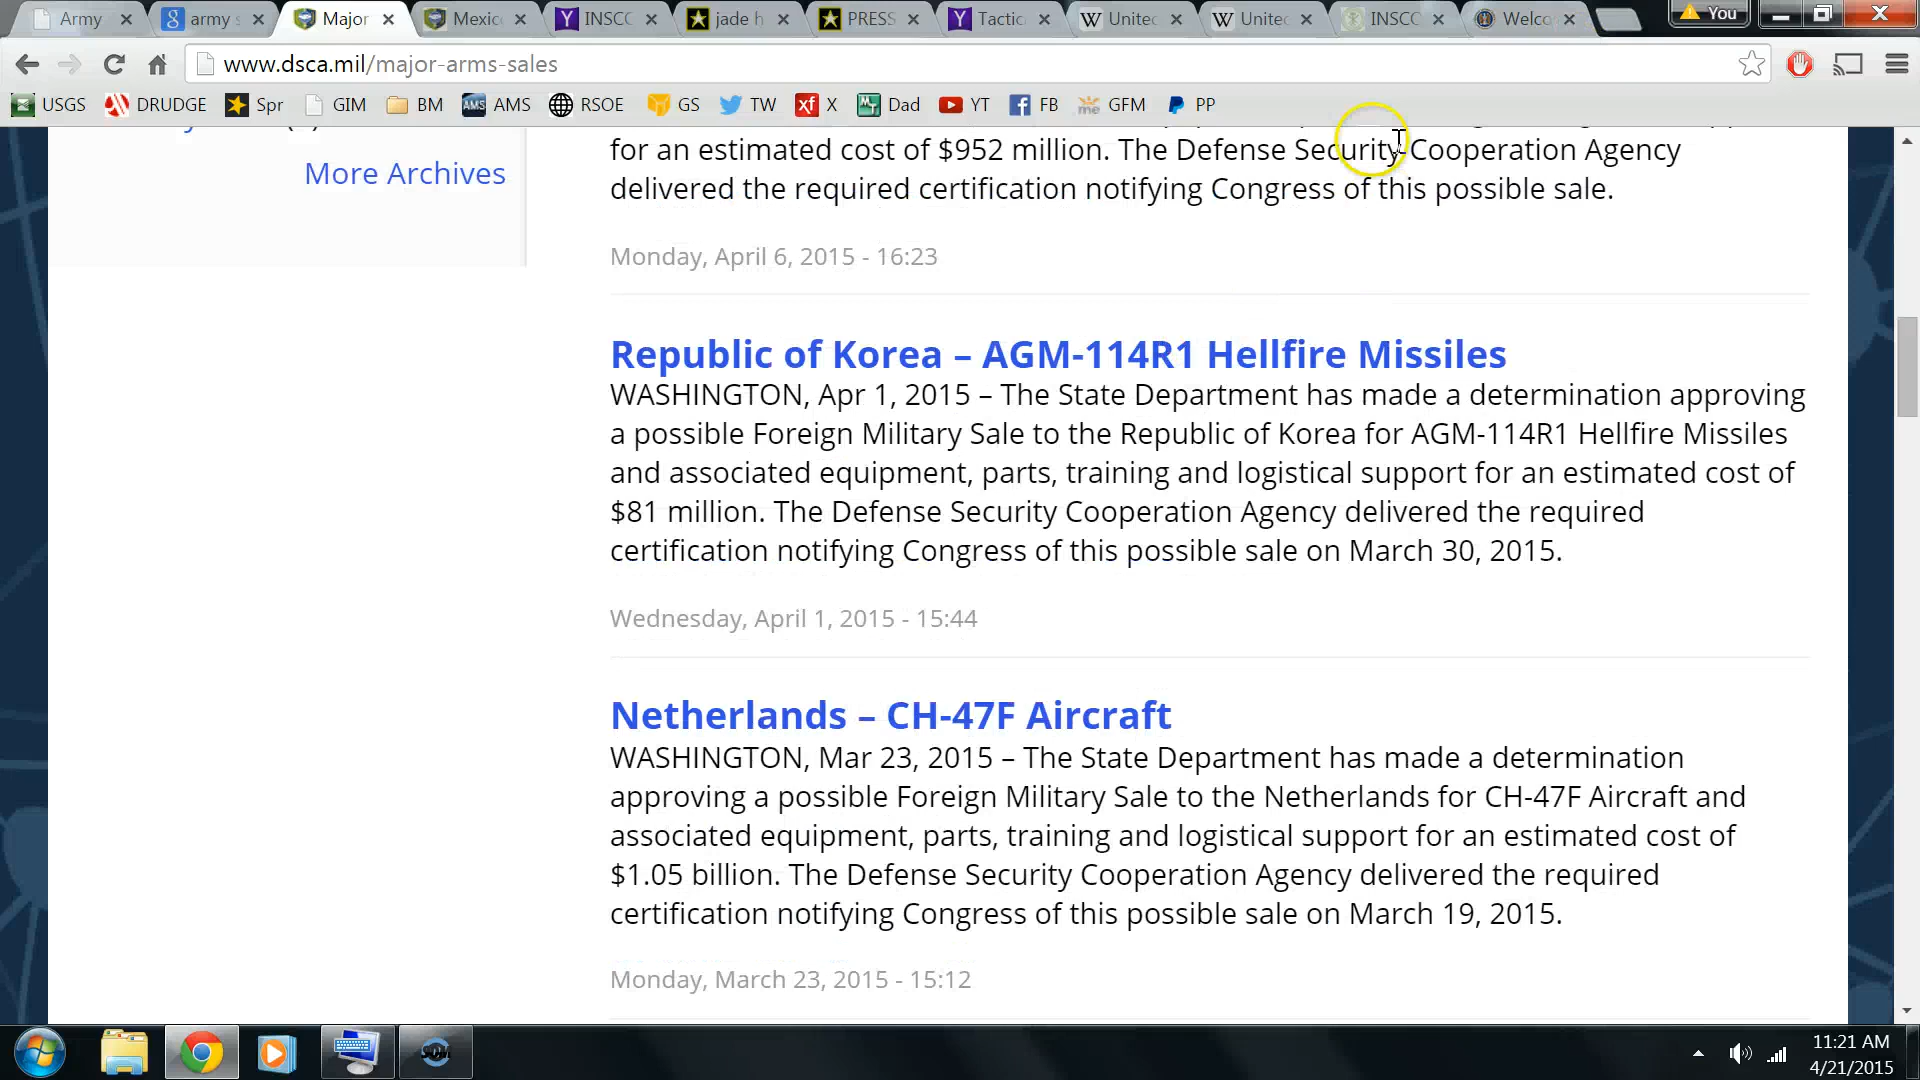 Army
army s
Major
Mexic
INSCC
jade h
PRESS
Tactic
Unitec
Unitec
INSCC
Welco
You
www.dsca.mil/major-arms-sales
USGS
DRUDGE
Spr
GIM
BM
AMS AMS
RSOE
GS
TW
xf X
Dad
YT
FB
me GFM
PP
More Archives
for an estimated cost of $952 million. The Defense Security Cooperation Agency
delivered the required certification notifying Congress of this possible sale.
Monday, April 6, 2015 - 16:23
Republic of Korea – AGM-114R1 Hellfire Missiles
WASHINGTON, Apr 1, 2015 – The State Department has made a determination approving
a possible Foreign Military Sale to the Republic of Korea for AGM-114R1 Hellfire Missiles
and associated equipment, parts, training and logistical support for an estimated cost of
$81 million. The Defense Security Cooperation Agency delivered the required
certification notifying Congress of this possible sale on March 30, 2015.
Wednesday, April 1, 2015 - 15:44
Netherlands – CH-47F Aircraft
WASHINGTON, Mar 23, 2015 – The State Department has made a determination
approving a possible Foreign Military Sale to the Netherlands for CH-47F Aircraft and
associated equipment, parts, training and logistical support for an estimated cost of
$1.05 billion. The Defense Security Cooperation Agency delivered the required
certification notifying Congress of this possible sale on March 19, 2015.
Monday, March 23, 2015 - 15:12
11:21 AM
4/21/2015